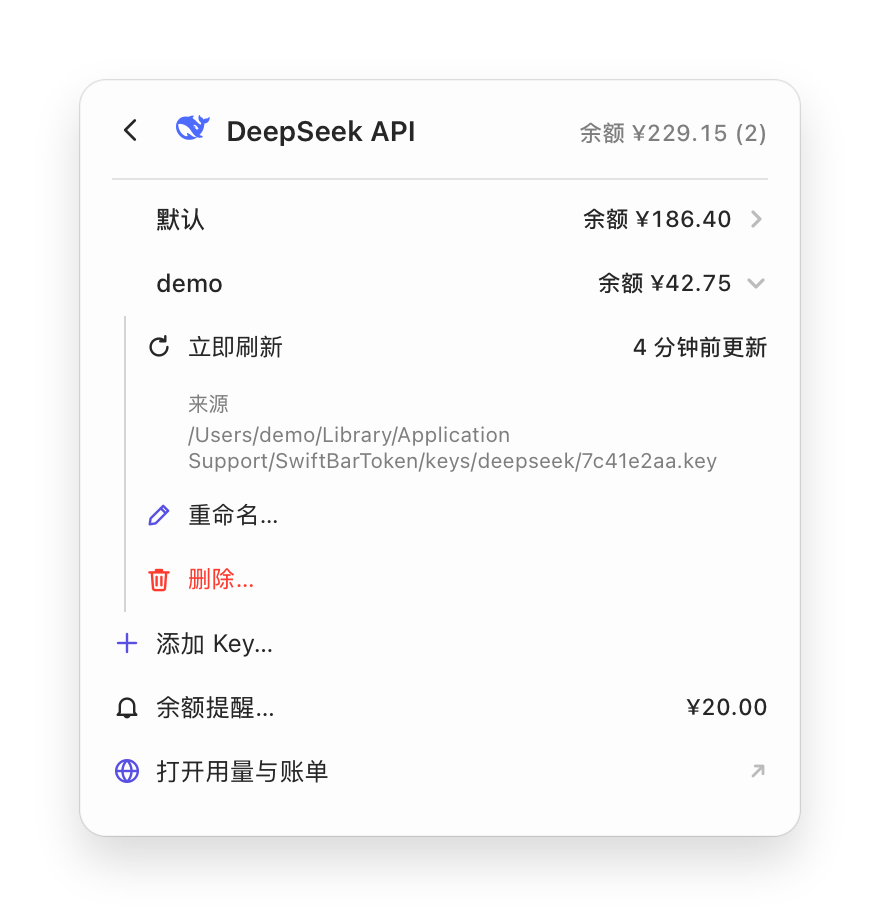 DeepSeek API
余额 ¥229.15 (2)
默认
余额 ¥186.40
demo
余额 ¥42.75
立即刷新
4 分钟前更新
来源
/Users/demo/Library/Application
Support/SwiftBarToken/keys/deepseek/7c41e2aa.key
重命名...
删除...
添加 Key...
余额提醒...
¥20.00
打开用量与账单